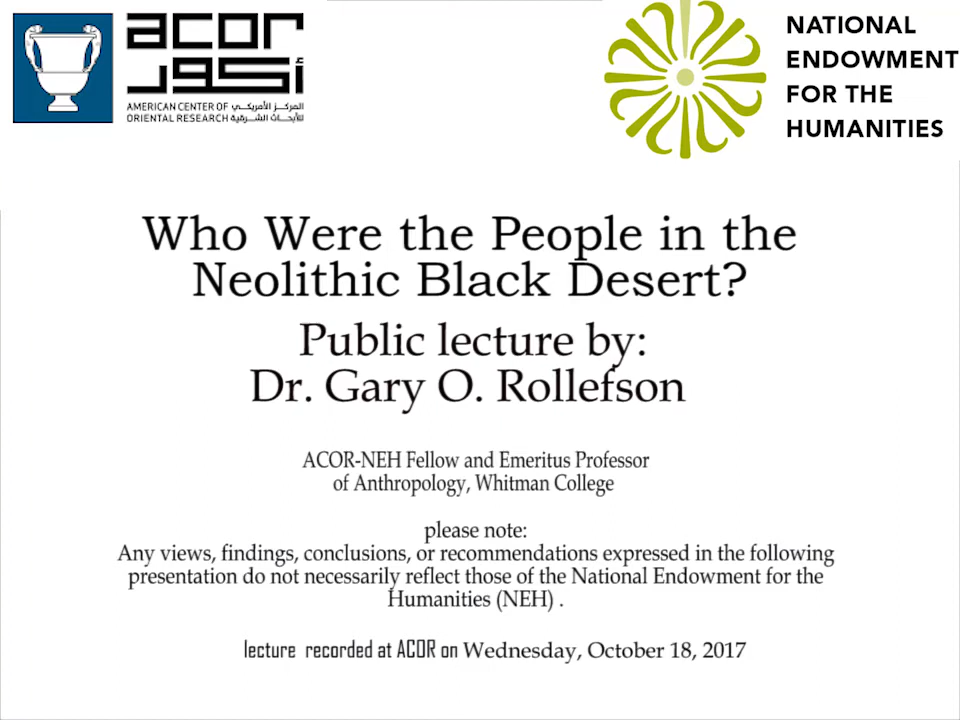 acor
أكور
AMERICAN CENTER OF المركز الأمريكي
ORIENTAL RESEARCH للأبحاث الشرقية
NATIONAL
ENDOWMENT
FOR THE
HUMANITIES
Who Were the People in the
Neolithic Black Desert?
Public lecture by:
Dr. Gary O. Rollefson
ACOR-NEH Fellow and Emeritus Professor
of Anthropology, Whitman College
please note:
Any views, findings, conclusions, or recommendations expressed in the following
presentation do not necessarily reflect those of the National Endowment for the
Humanities (NEH) .
lecture recorded at ACOR on Wednesday, October 18, 2017